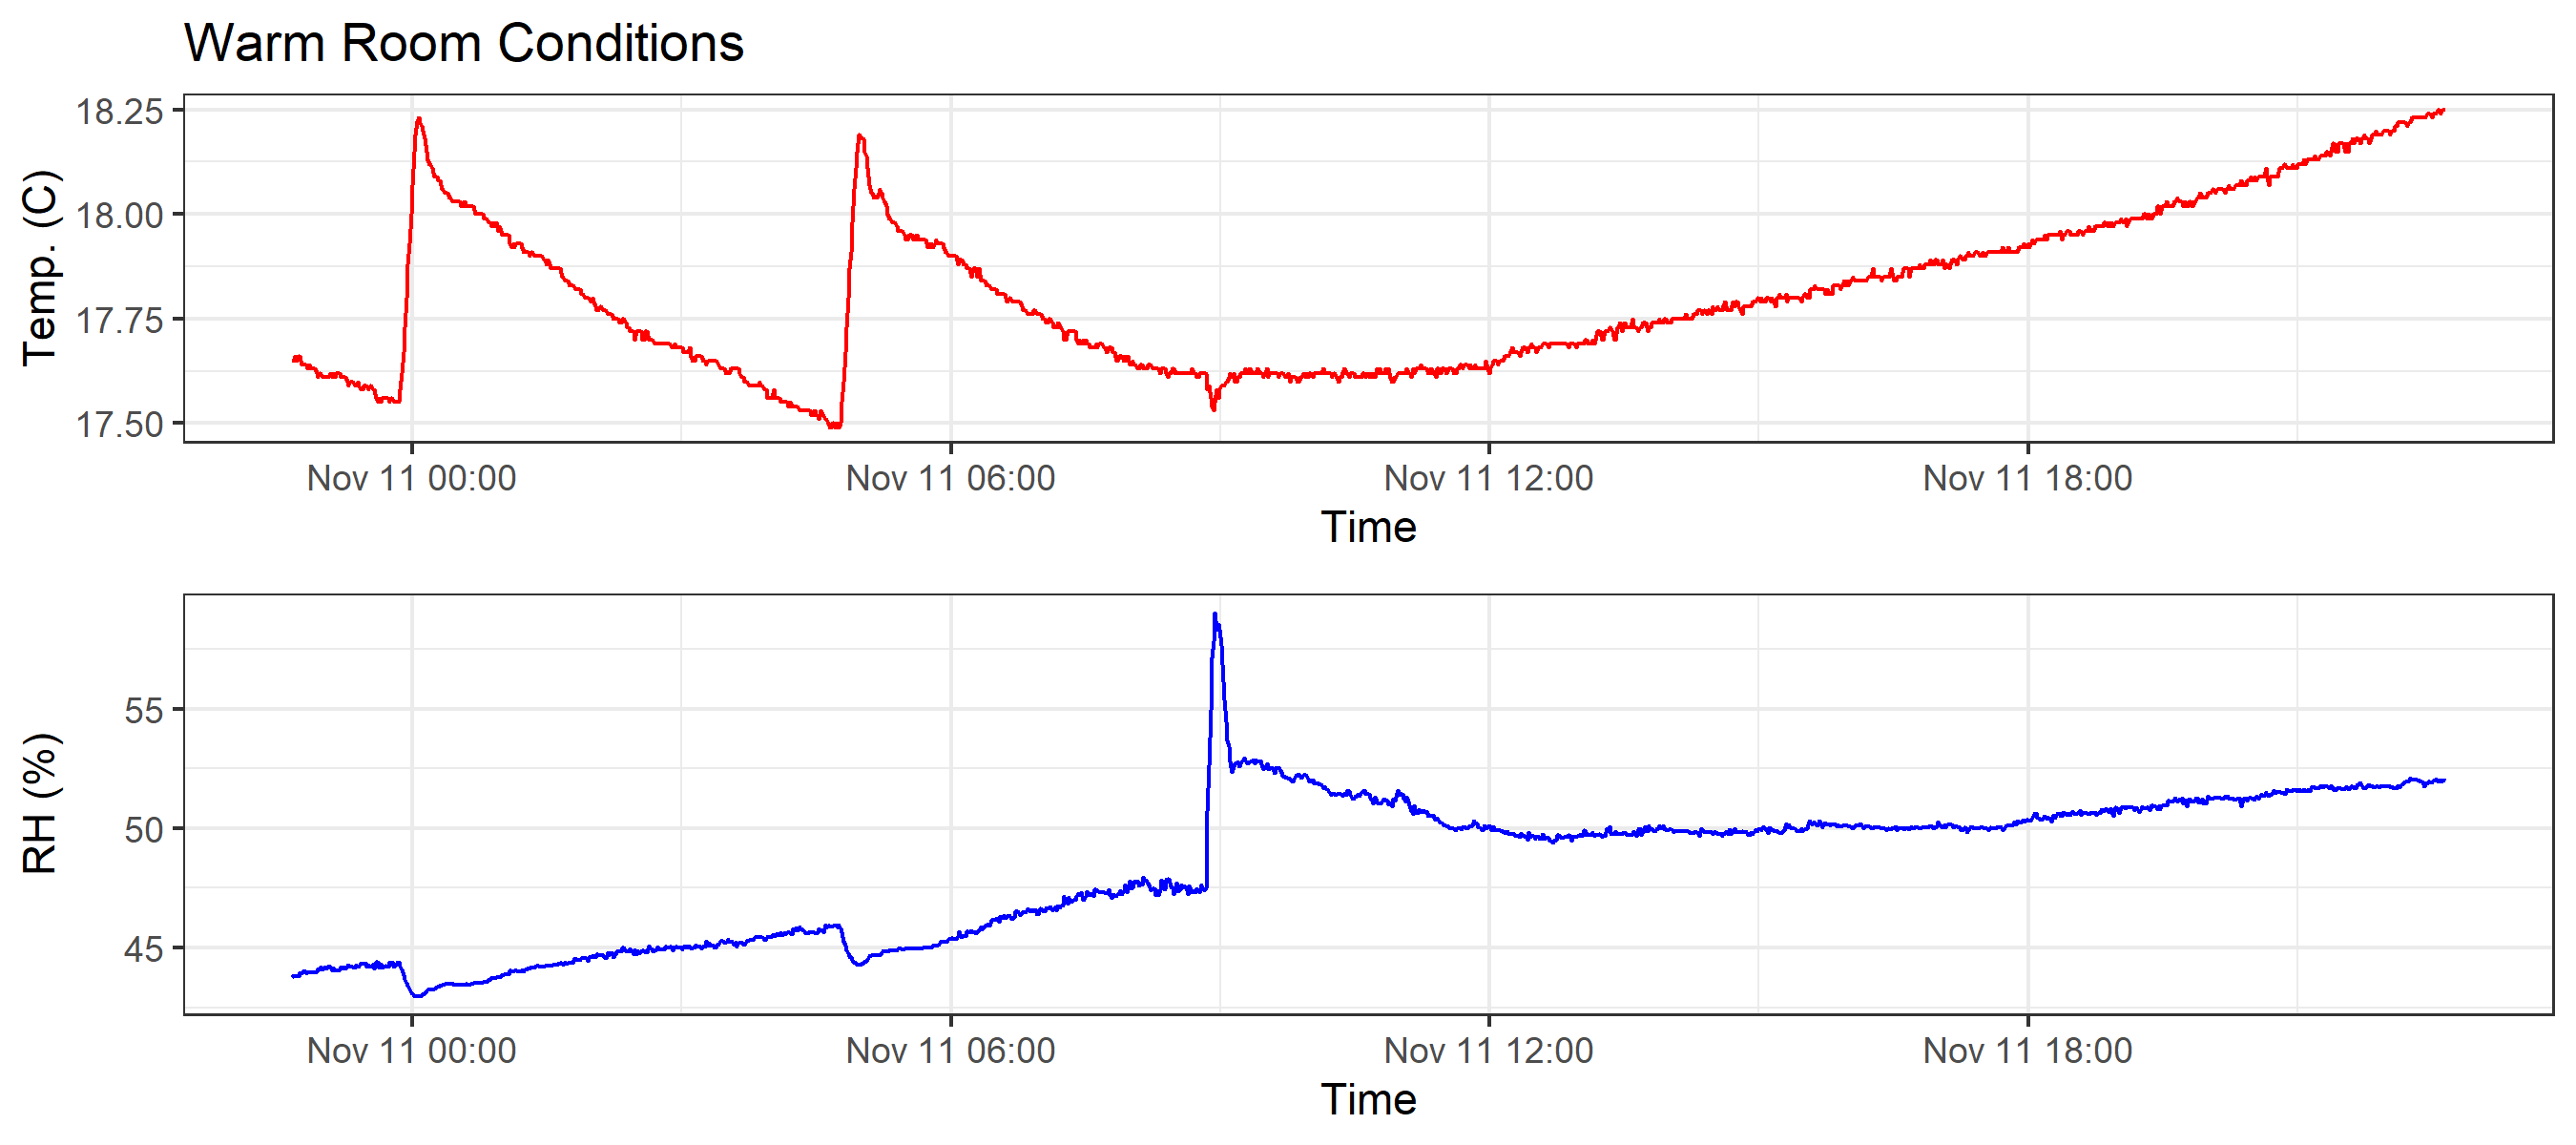 Warm Room Conditions
Temp. (C)
18.25
18.00
17.75
17.50
Nov 11 00:00 Nov 11 06:00 Nov 11 12:00 Nov 11 18:00
Time
RH (%)
55
50
45
Nov 11 00:00 Nov 11 06:00 Nov 11 12:00 Nov 11 18:00
Time